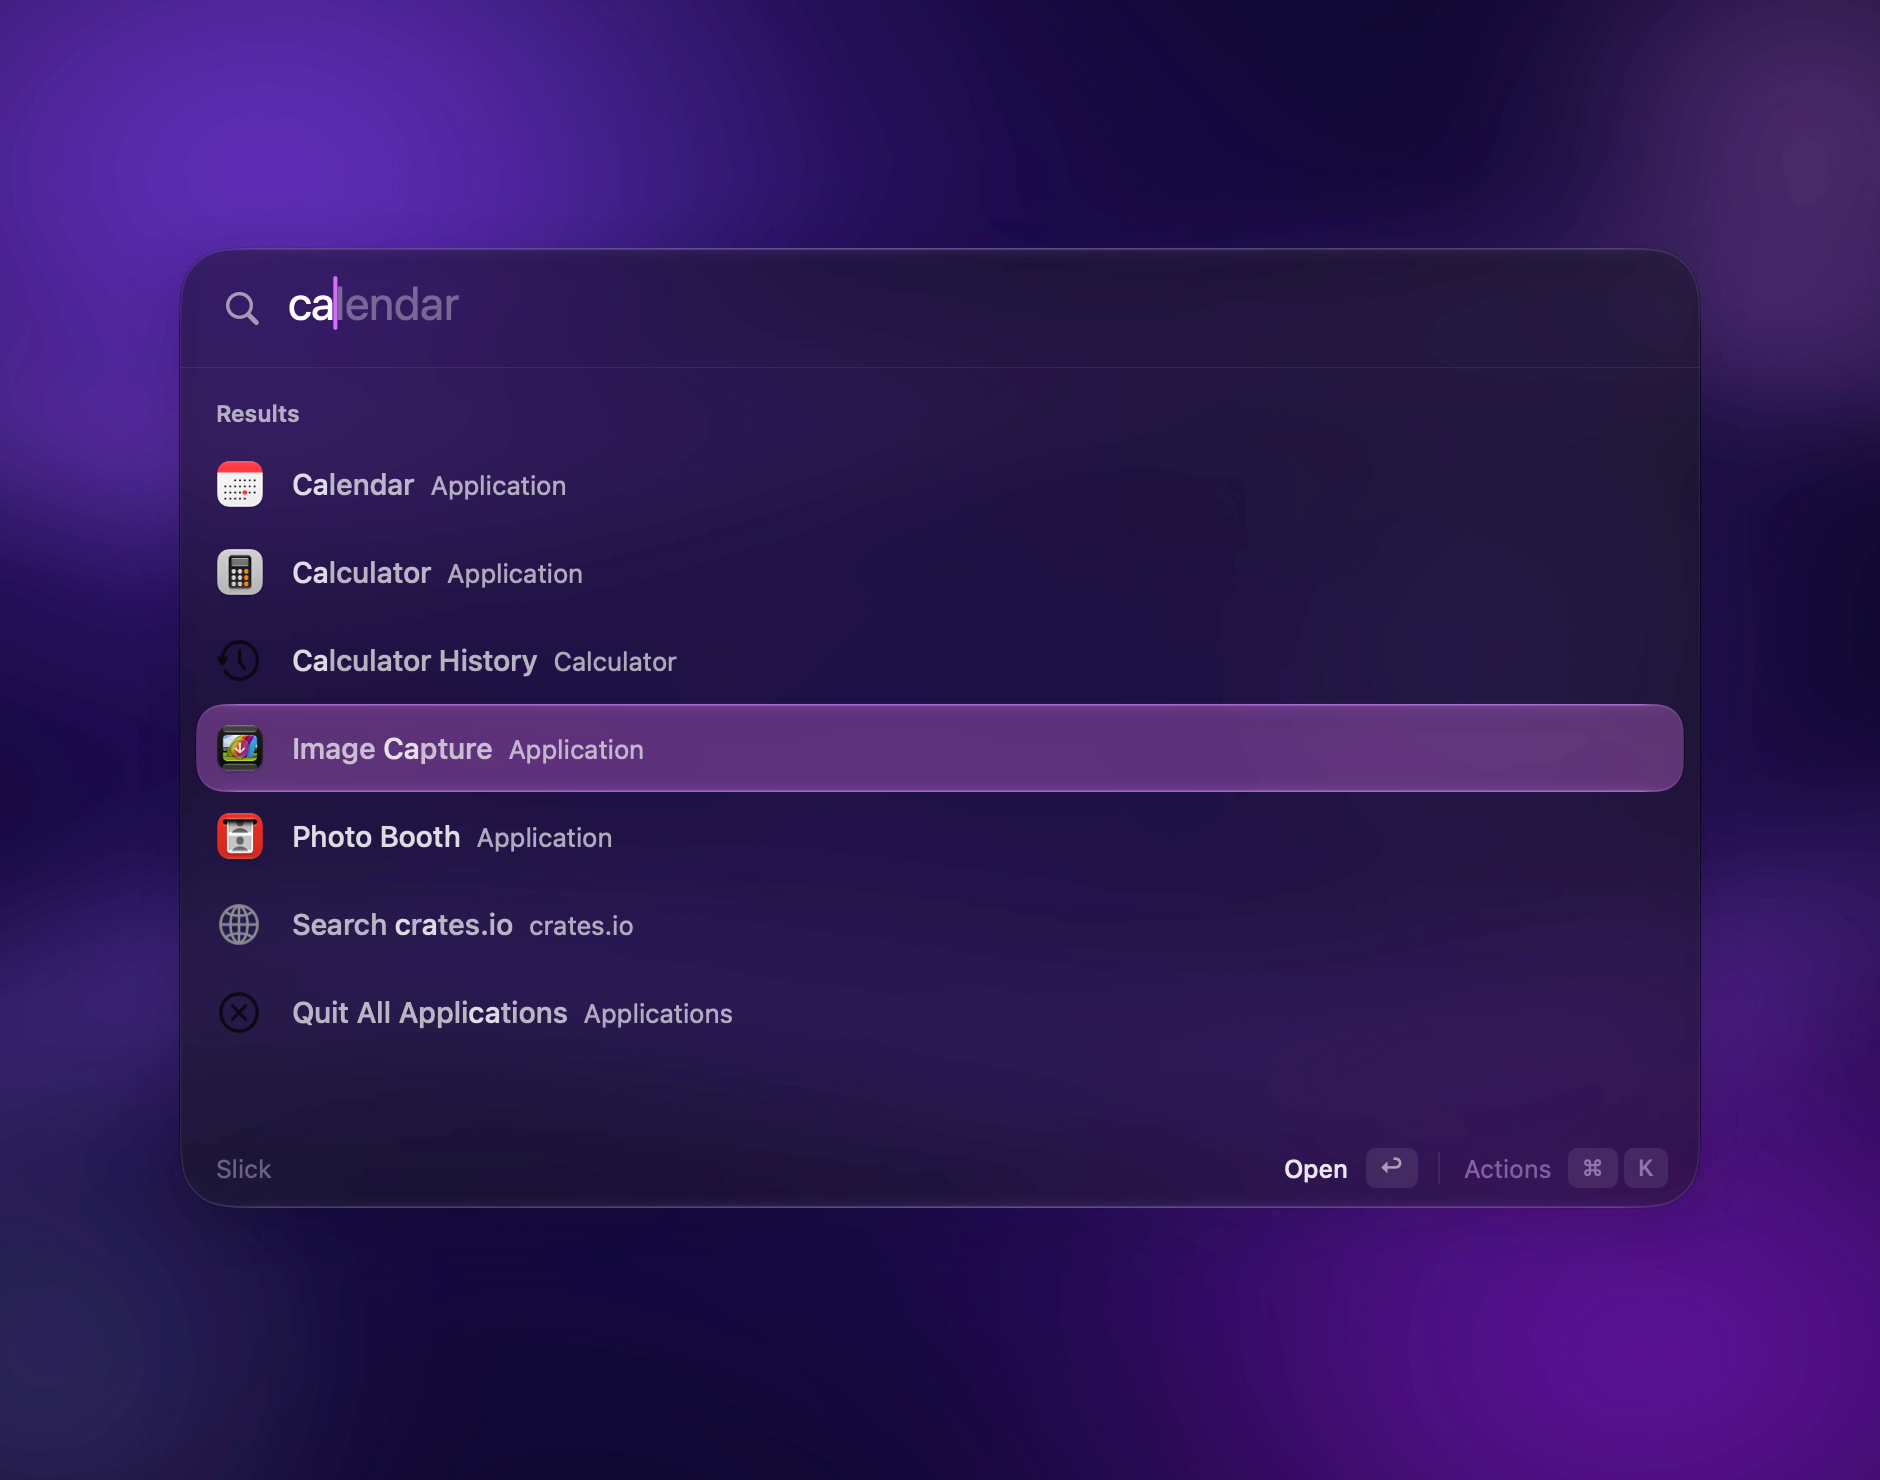 calendar
Results
Calendar Application
Calculator Application
Calculator History Calculator
Image Capture Application
Photo Booth Application
Search crates.io crates.io
Quit All Applications Applications
Slick Open ↩ Actions ⌘ K